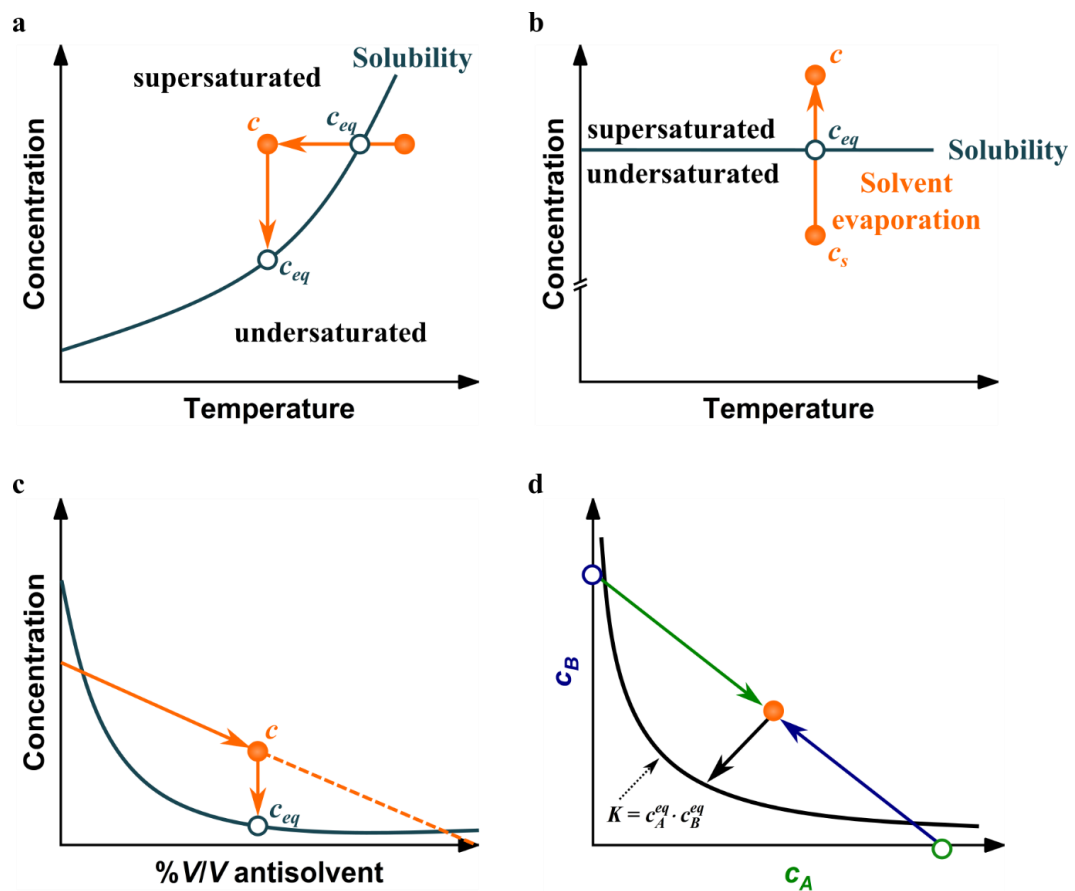 a
Solubility
supersaturated
c
c_eq
c_eq
undersaturated
Concentration
Temperature
b
c
supersaturated
c_eq
undersaturated
Solubility
Solvent
evaporation
c_s
Concentration
Temperature
c
c
c_eq
Concentration
%V/V antisolvent
d
c_B
K = c_A^eq · c_B^eq
c_A